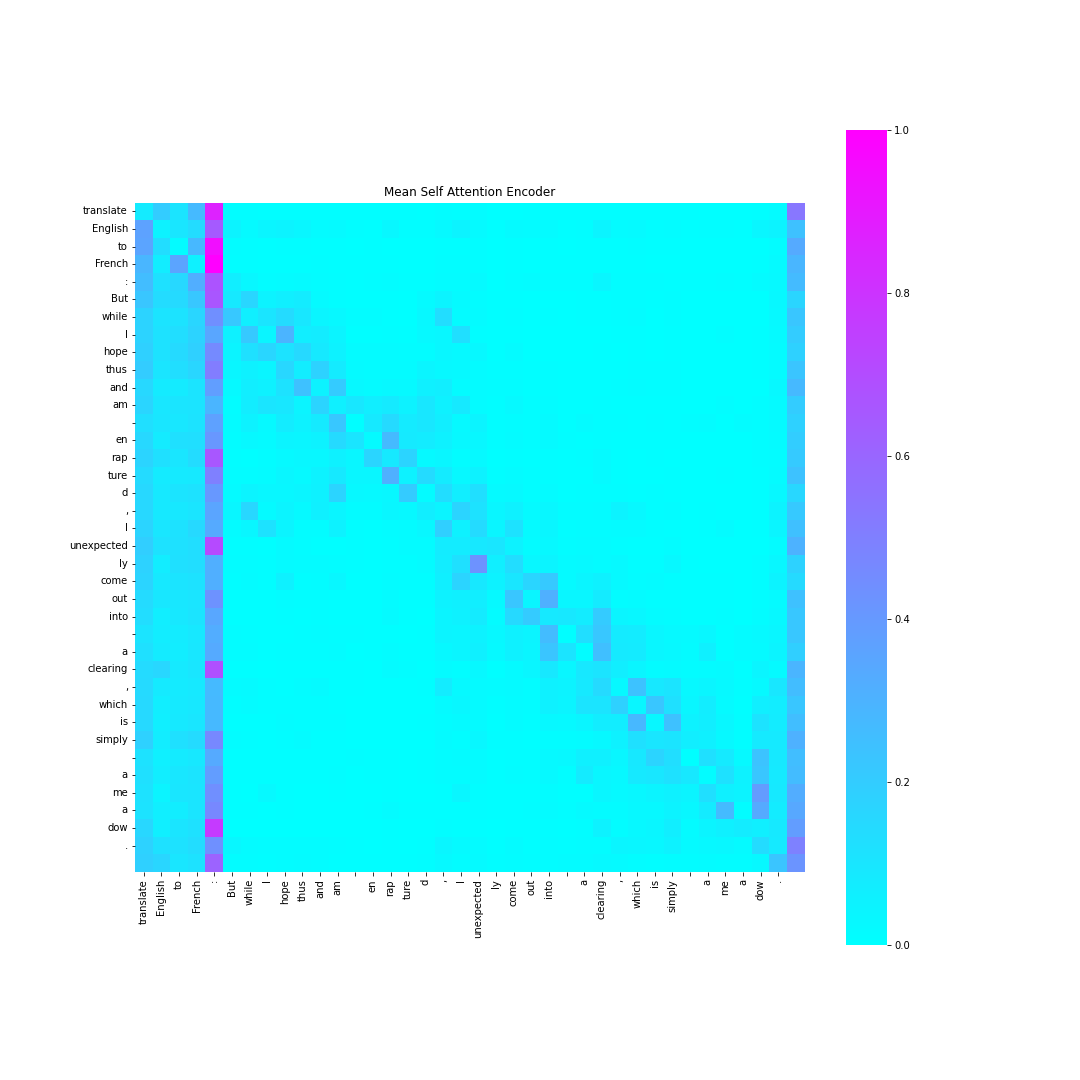 Mean Self Attention Encoder
translate
English
to
French
:
But
while
I
hope
thus
and
am
en
rap
ture
d
,
I
unexpected
ly
come
out
into
a
clearing
,
which
is
simply
a
me
a
dow
.
translate
English
to
French
:
But
while
I
hope
thus
and
am
en
rap
ture
d
,
I
unexpected
ly
come
out
into
a
clearing
,
which
is
simply
a
me
a
dow
.
1.0
0.8
0.6
0.4
0.2
0.0